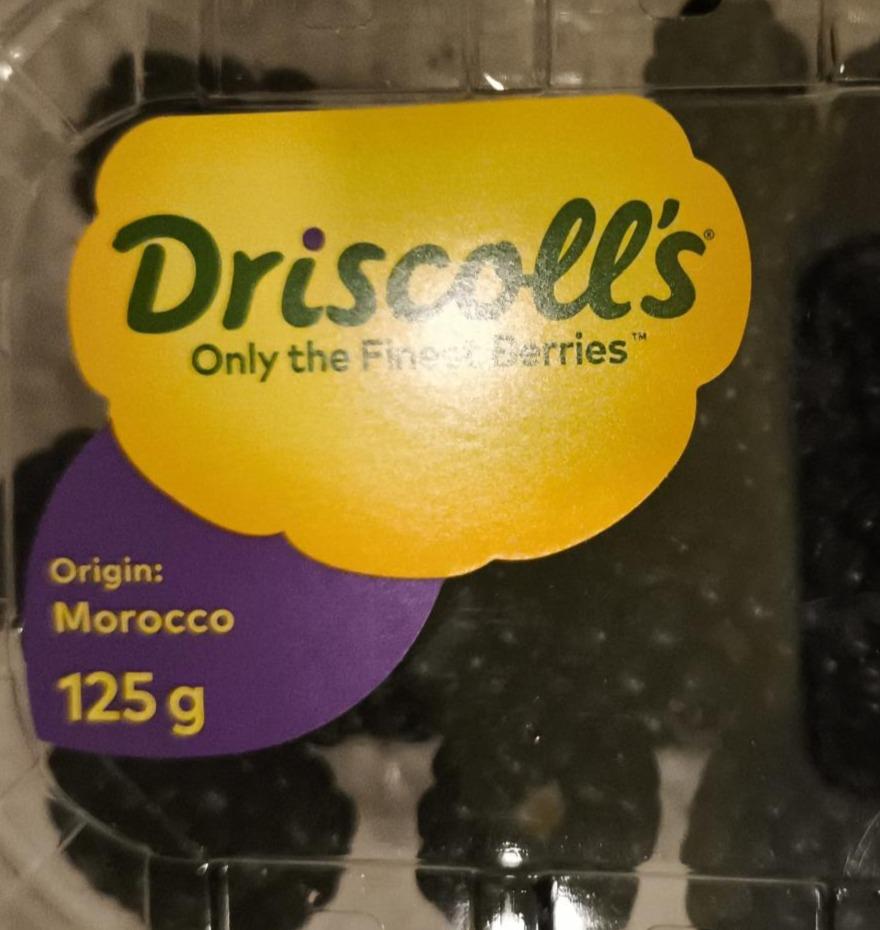 Driscoll's®
Only the Finest Berries™
Origin:
Morocco
125 g